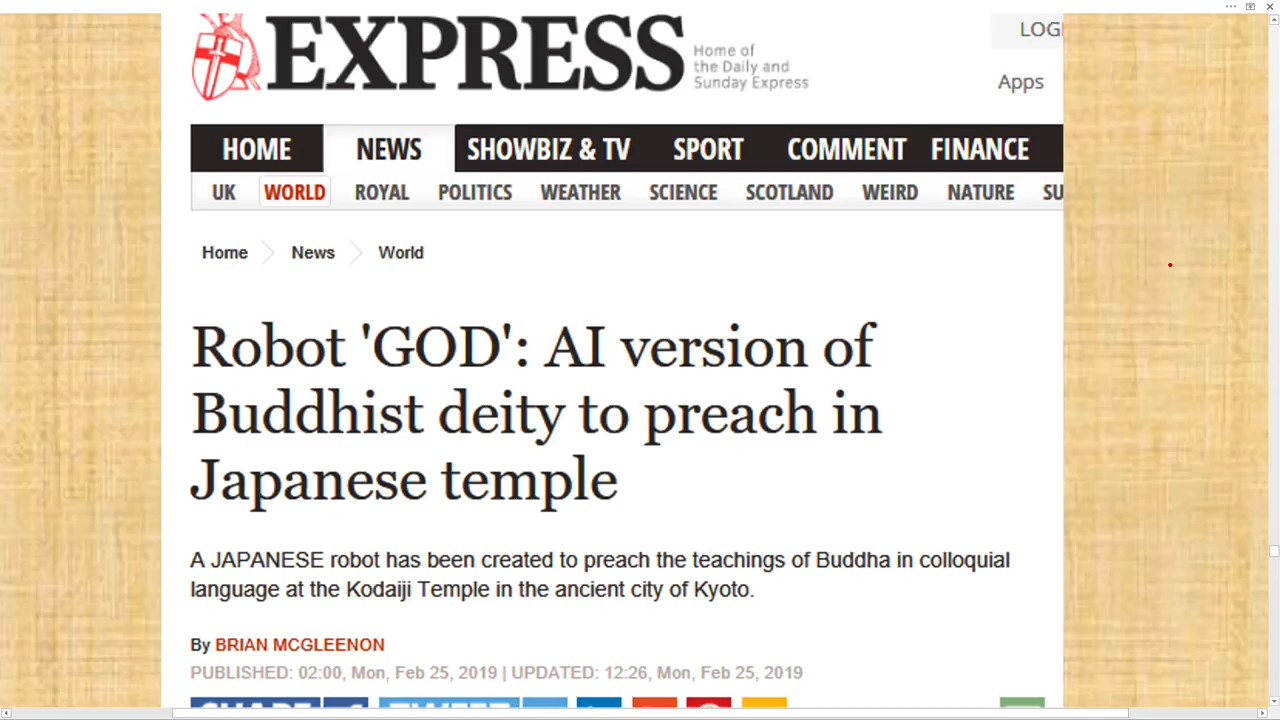 EXPRESS
Home of
the Daily and
Sunday Express
LOGI
Apps
HOME NEWS SHOWBIZ & TV SPORT COMMENT FINANCE
UK WORLD ROYAL POLITICS WEATHER SCIENCE SCOTLAND WEIRD NATURE SU
Home News World
Robot 'GOD': AI version of
Buddhist deity to preach in
Japanese temple
A JAPANESE robot has been created to preach the teachings of Buddha in colloquial
language at the Kodaiji Temple in the ancient city of Kyoto.
By BRIAN MCGLEENON
PUBLISHED: 02:00, Mon, Feb 25, 2019 | UPDATED: 12:26, Mon, Feb 25, 2019
SHARE TWEET